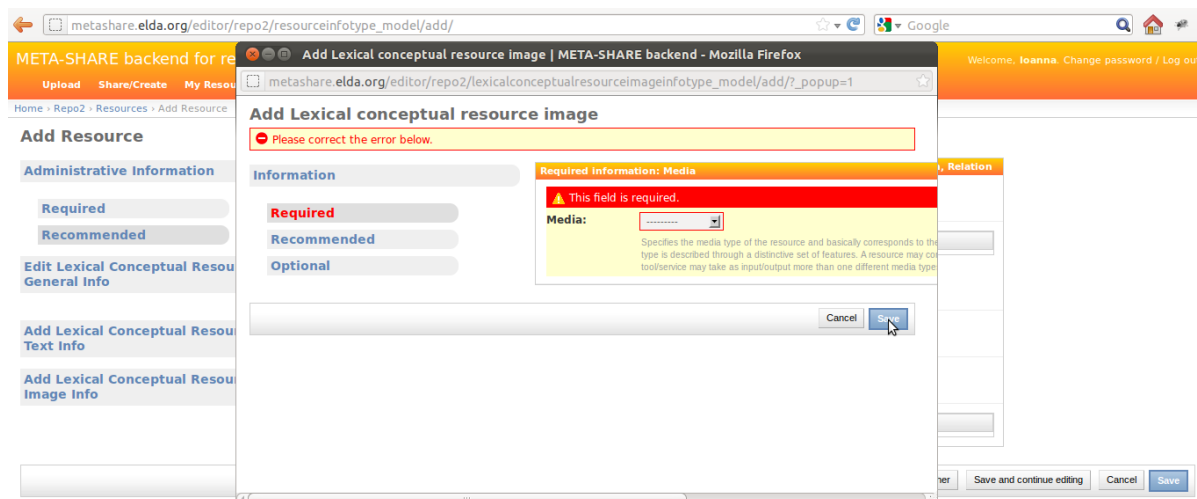 metashare.elda.org/editor/repo2/resourceinfotype_model/add/
Google
META-SHARE backend for re
Welcome, Ioanna. Change password / Log ou
Upload Share/Create My Resou
Home › Repo2 › Resources › Add Resource
Add Resource
Administrative Information
Required
Recommended
Edit Lexical Conceptual Resou
General Info
Add Lexical Conceptual Resour
Text Info
Add Lexical Conceptual Resour
Image Info
Add Lexical conceptual resource image | META-SHARE backend - Mozilla Firefox
metashare.elda.org/editor/repo2/lexicalconceptualresourceimageinfotype_model/add/?_popup=1
Add Lexical conceptual resource image
Please correct the error below.
Information
Required
Recommended
Optional
Required information: Media
This field is required.
Media: ---------
Specifies the media type of the resource and basically corresponds to the
type is described through a distinctive set of features. A resource may con
tool/service may take as input/output more than one different media type
Cancel Save
, Relation
her Save and continue editing Cancel Save